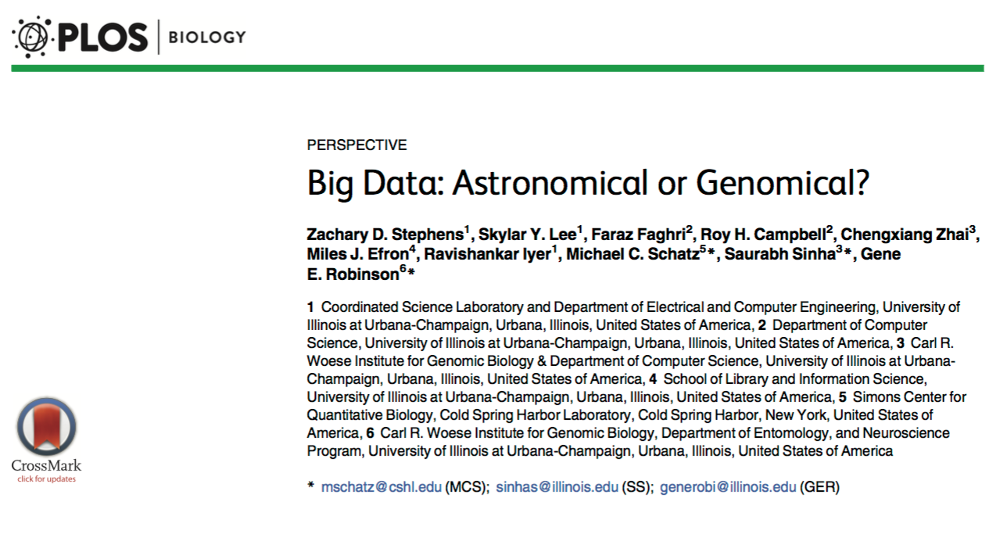 PLOS BIOLOGY
PERSPECTIVE
Big Data: Astronomical or Genomical?
Zachary D. Stephens1, Skylar Y. Lee1, Faraz Faghri2, Roy H. Campbell2, Chengxiang Zhai3,
Miles J. Efron4, Ravishankar Iyer1, Michael C. Schatz5*, Saurabh Sinha3*, Gene
E. Robinson6*
1 Coordinated Science Laboratory and Department of Electrical and Computer Engineering, University of
Illinois at Urbana-Champaign, Urbana, Illinois, United States of America, 2 Department of Computer
Science, University of Illinois at Urbana-Champaign, Urbana, Illinois, United States of America, 3 Carl R.
Woese Institute for Genomic Biology & Department of Computer Science, University of Illinois at Urbana-
Champaign, Urbana, Illinois, United States of America, 4 School of Library and Information Science,
University of Illinois at Urbana-Champaign, Urbana, Illinois, United States of America, 5 Simons Center for
Quantitative Biology, Cold Spring Harbor Laboratory, Cold Spring Harbor, New York, United States of
America, 6 Carl R. Woese Institute for Genomic Biology, Department of Entomology, and Neuroscience
Program, University of Illinois at Urbana-Champaign, Urbana, Illinois, United States of America
* mschatz@cshl.edu (MCS); sinhas@illinois.edu (SS); generobi@illinois.edu (GER)
CrossMark
click for updates